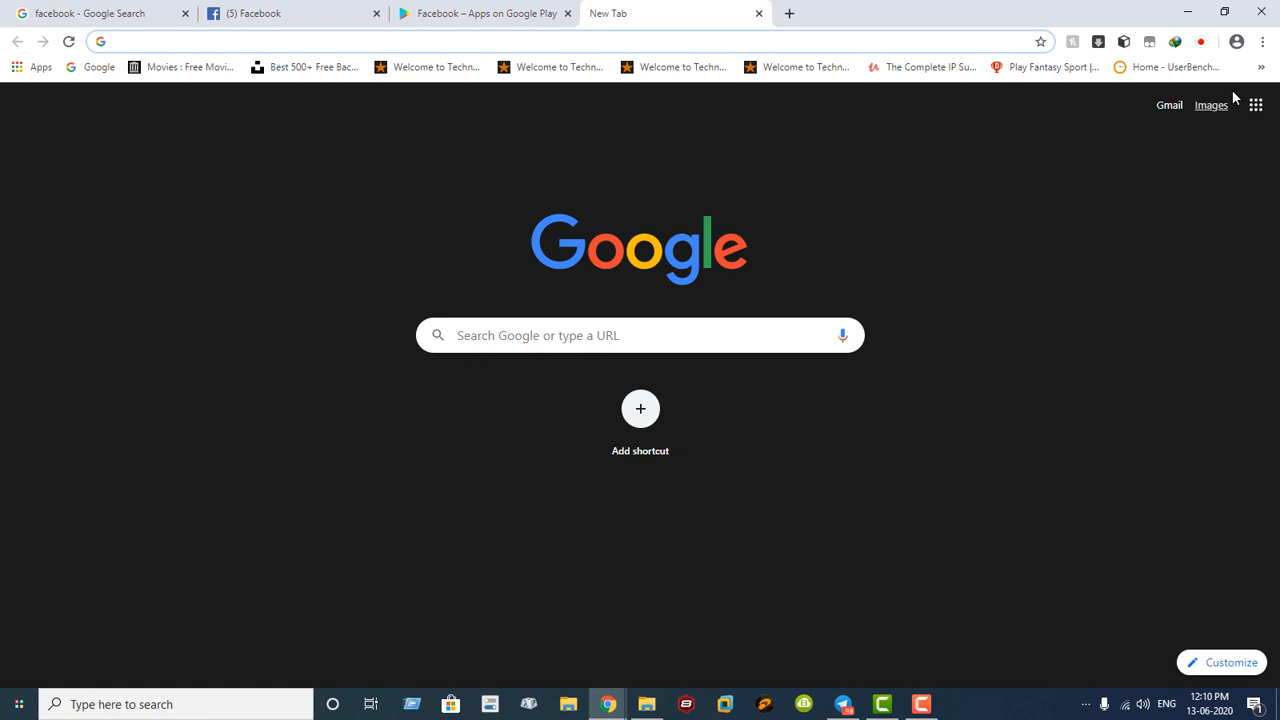 facebook - Google Search
(5) Facebook
Facebook – Apps on Google Play
New Tab
Apps
Google
Movies : Free Movi...
Best 500+ Free Bac...
Welcome to Techn...
Welcome to Techn...
Welcome to Techn...
Welcome to Techn...
The Complete IP Su...
Play Fantasy Sport |...
Home - UserBench...
»
Gmail
Images
Google
Search Google or type a URL
Add shortcut
Customize
Type here to search
98
ENG
12:10 PM
13-06-2020
1